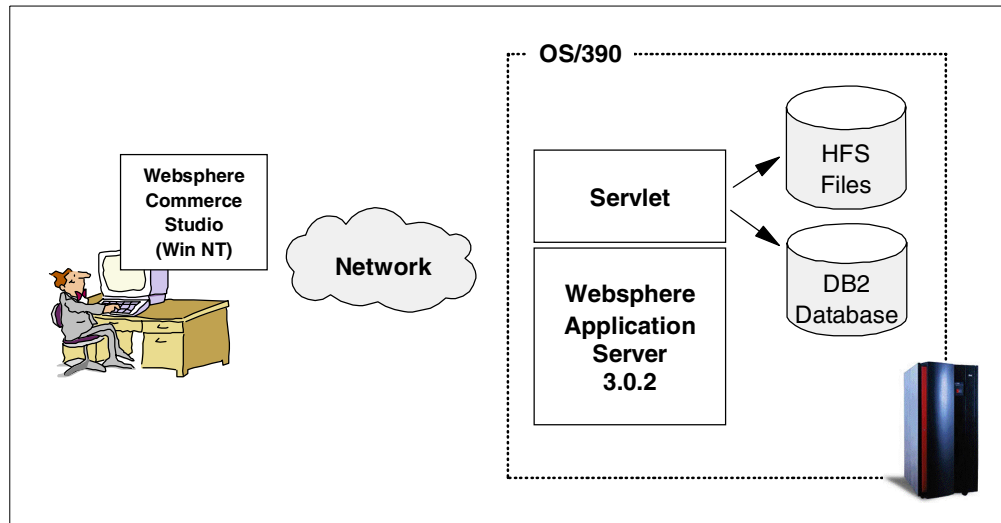 OS/390
Websphere
Commerce
Studio
(Win NT)
Network
Servlet
Websphere
Application
Server
3.0.2
HFS
Files
DB2
Database